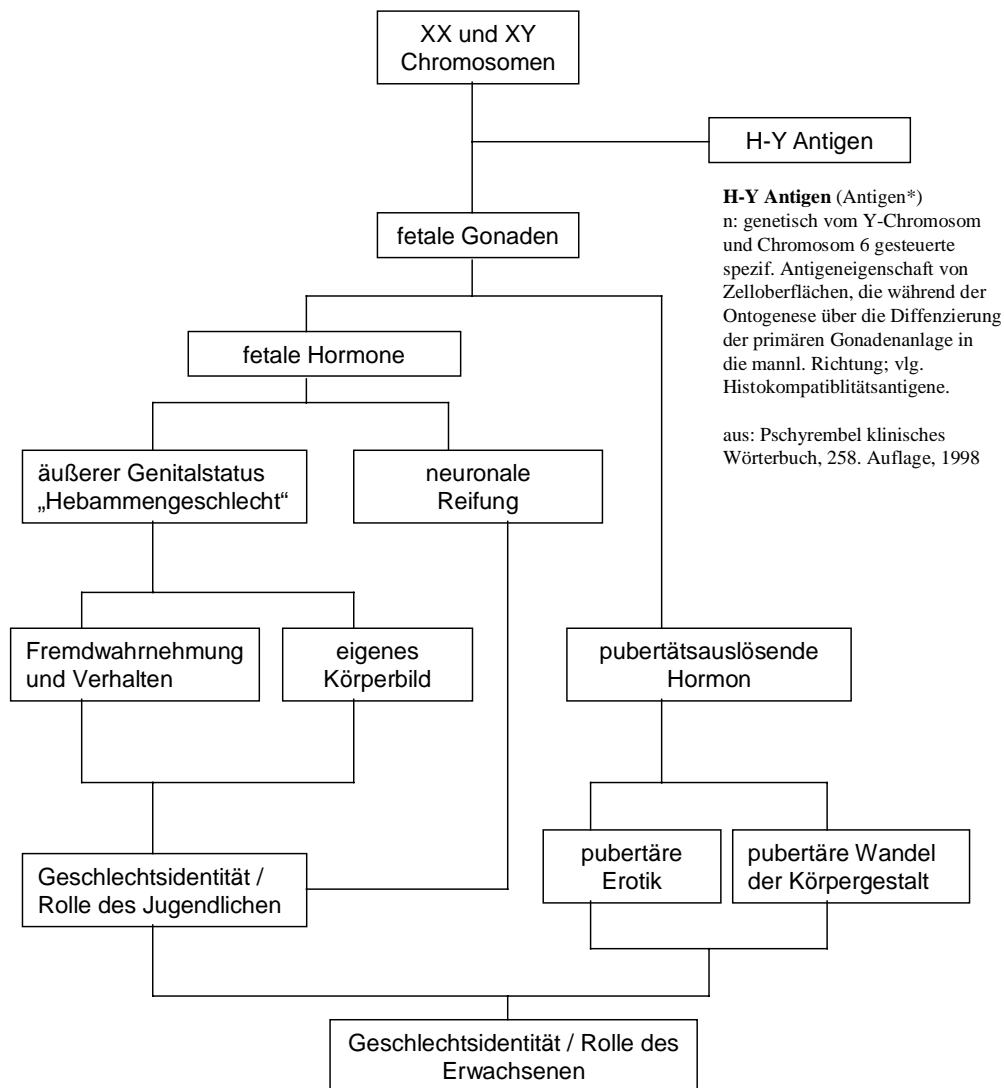 XX und XY
Chromosomen
H-Y Antigen
H-Y Antigen (Antigen*)
n: genetisch vom Y-Chromosom
und Chromosom 6 gesteuerte
spezif. Antigeneigenschaft von
Zelloberflächen, die während der
Ontogenese über die Diffenzierung
der primären Gonadenanlage in
die mannl. Richtung; vlg.
Histokompatiblitätsantigene.
aus: Pschyrembel klinisches
Wörterbuch, 258. Auflage, 1998
fetale Gonaden
fetale Hormone
äußerer Genitalstatus
„Hebammengeschlecht“
neuronale
Reifung
Fremdwahrnehmung
und Verhalten
eigenes
Körperbild
pubertätsauslösende
Hormon
Geschlechtsidentität /
Rolle des Jugendlichen
pubertäre
Erotik
pubertäre Wandel
der Körpergestalt
Geschlechtsidentität / Rolle des
Erwachsenen